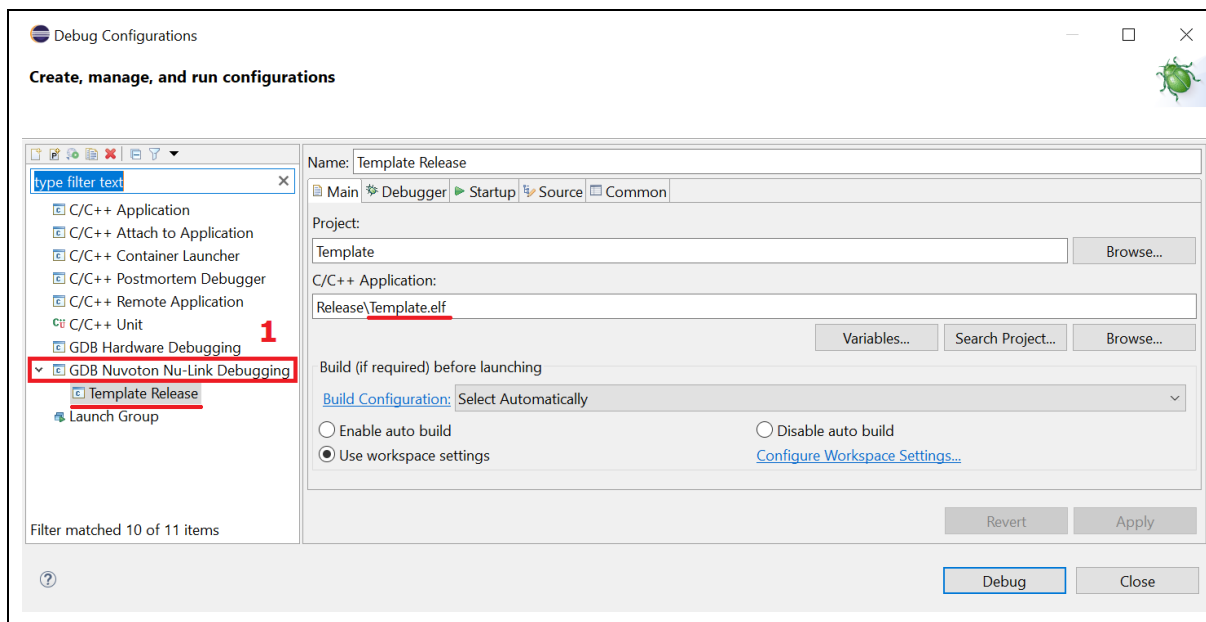 Debug Configurations
Create, manage, and run configurations
type filter text
C/C++ Application
C/C++ Attach to Application
C/C++ Container Launcher
C/C++ Postmortem Debugger
C/C++ Remote Application
C/C++ Unit
1
GDB Hardware Debugging
GDB Nuvoton Nu-Link Debugging
Template Release
Launch Group
Filter matched 10 of 11 items
Name: Template Release
Main Debugger Startup Source Common
Project:
Template Browse...
C/C++ Application:
Release\Template.elf
Variables... Search Project... Browse...
Build (if required) before launching
Build Configuration: Select Automatically
Enable auto build Disable auto build
Use workspace settings Configure Workspace Settings...
Revert Apply
Debug Close